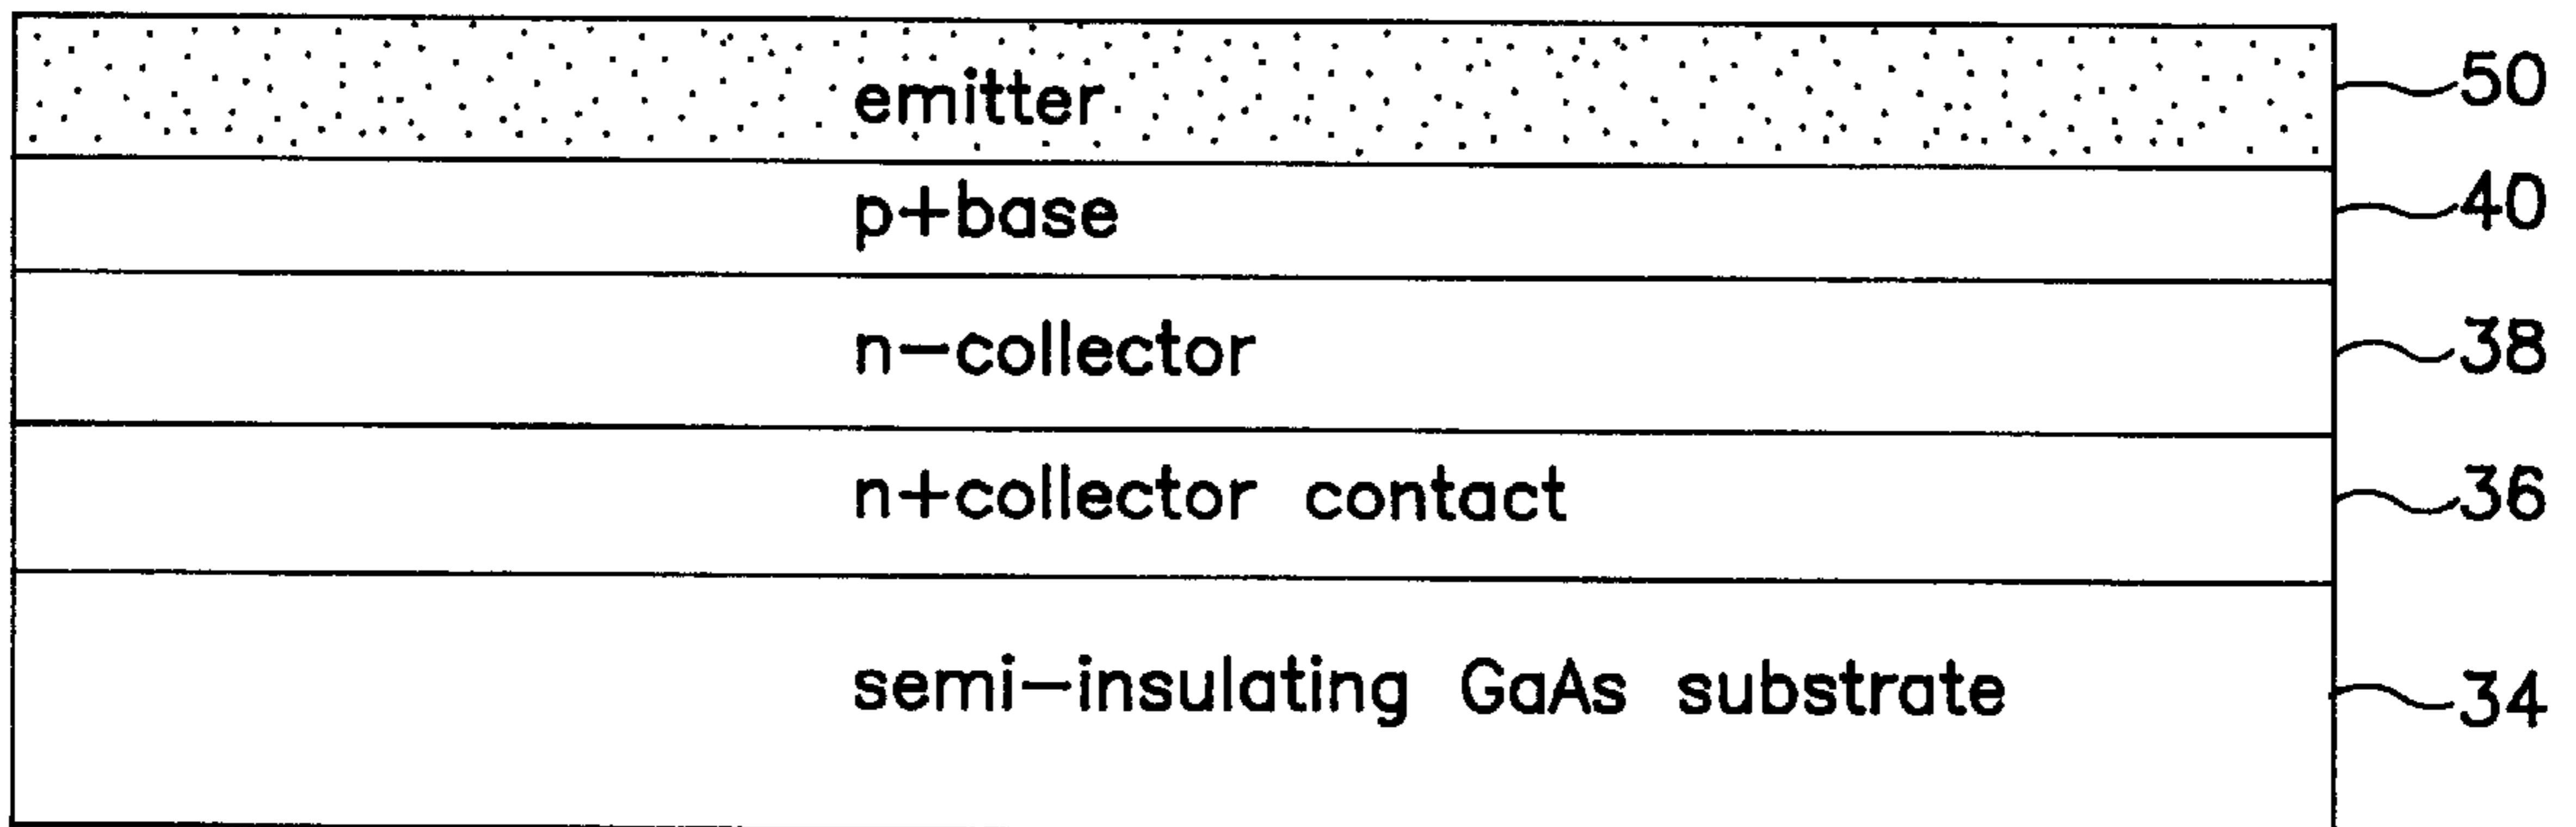 emitter 50
p+base 40
n-collector 38
n+collector contact 36
semi-insulating GaAs substrate 34